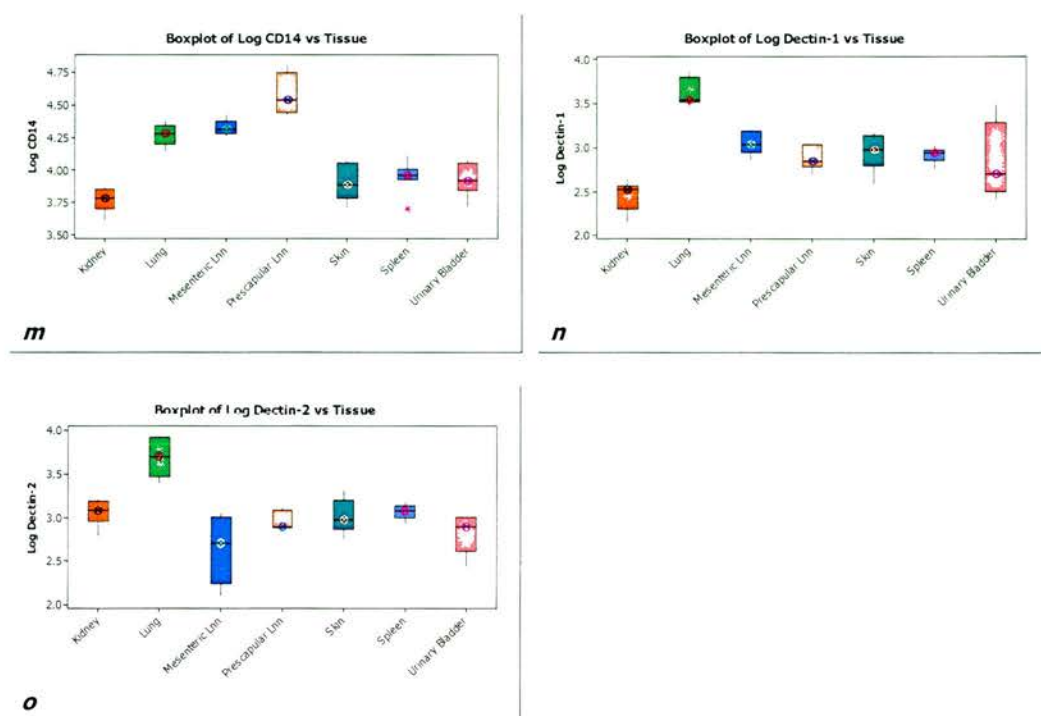 Boxplot of Log CD14 vs Tissue
Log CD14
4.75
4.50
4.25
4.00
3.75
3.50
Kidney
Lung
Mesenteric Lnn
Prescapular Lnn
Skin
Spleen
Urinary Bladder
m
Boxplot of Log Dectin-1 vs Tissue
Log Dectin-1
4.0
3.5
3.0
2.5
2.0
Kidney
Lung
Mesenteric Lnn
Prescapular Lnn
Skin
Spleen
Urinary Bladder
n
Boxplot of Log Dectin-2 vs Tissue
Log Dectin-2
4.0
3.5
3.0
2.5
2.0
Kidney
Lung
Mesenteric Lnn
Prescapular Lnn
Skin
Spleen
Urinary Bladder
o